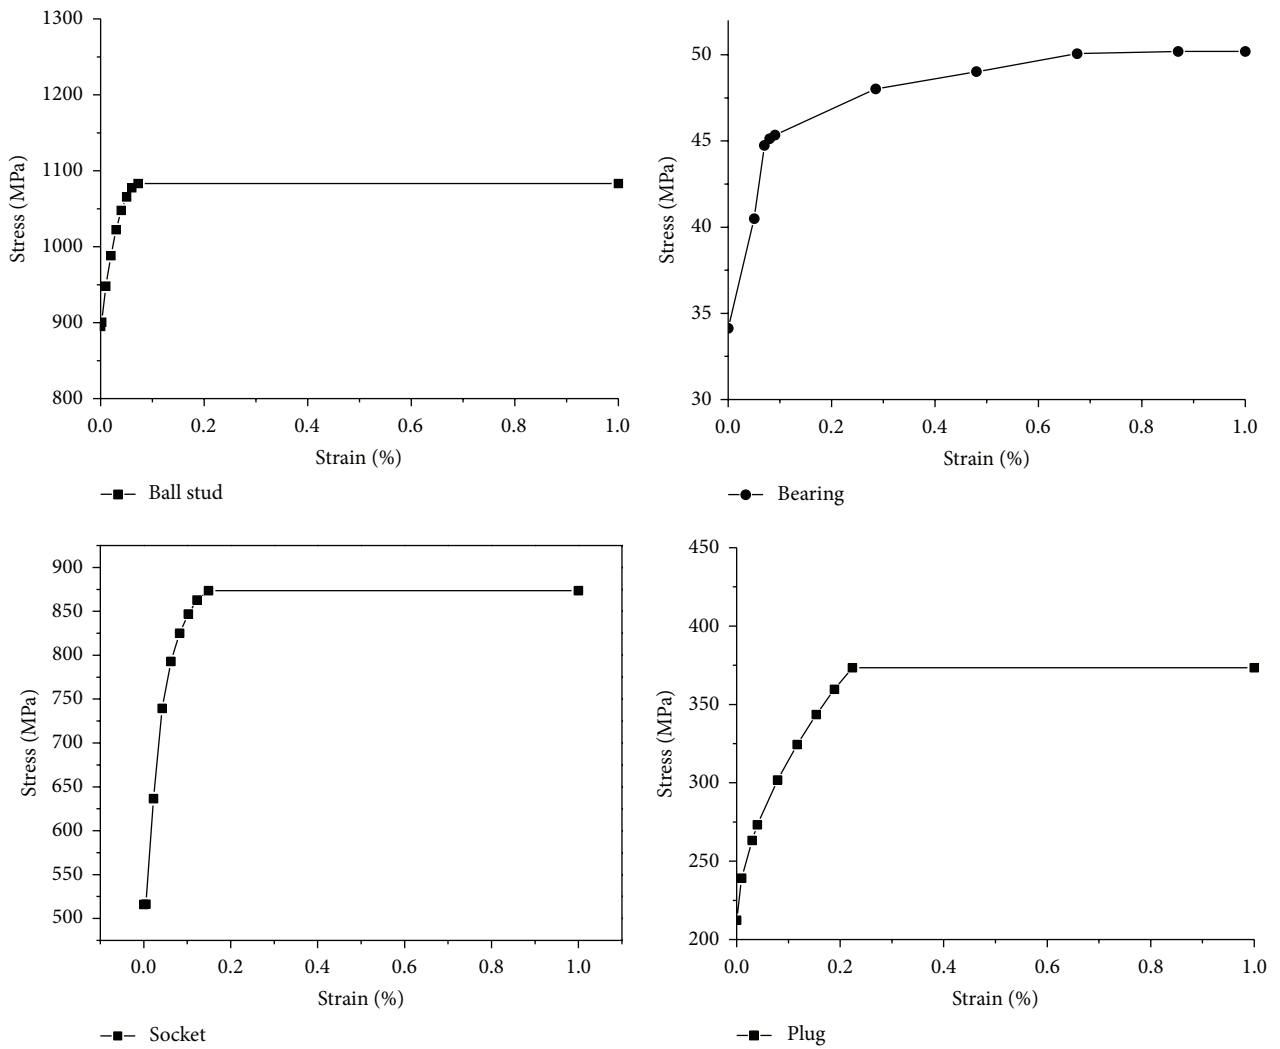 1300
1200
1100
1000
900
800
Stress (MPa)
0.0 0.2 0.4 0.6 0.8 1.0
Strain (%)
Ball stud
50
45
40
35
30
Stress (MPa)
0.0 0.2 0.4 0.6 0.8 1.0
Strain (%)
Bearing
900
850
800
750
700
650
600
550
500
Stress (MPa)
0.0 0.2 0.4 0.6 0.8 1.0
Strain (%)
Socket
450
400
350
300
250
200
Stress (MPa)
0.0 0.2 0.4 0.6 0.8 1.0
Strain (%)
Plug